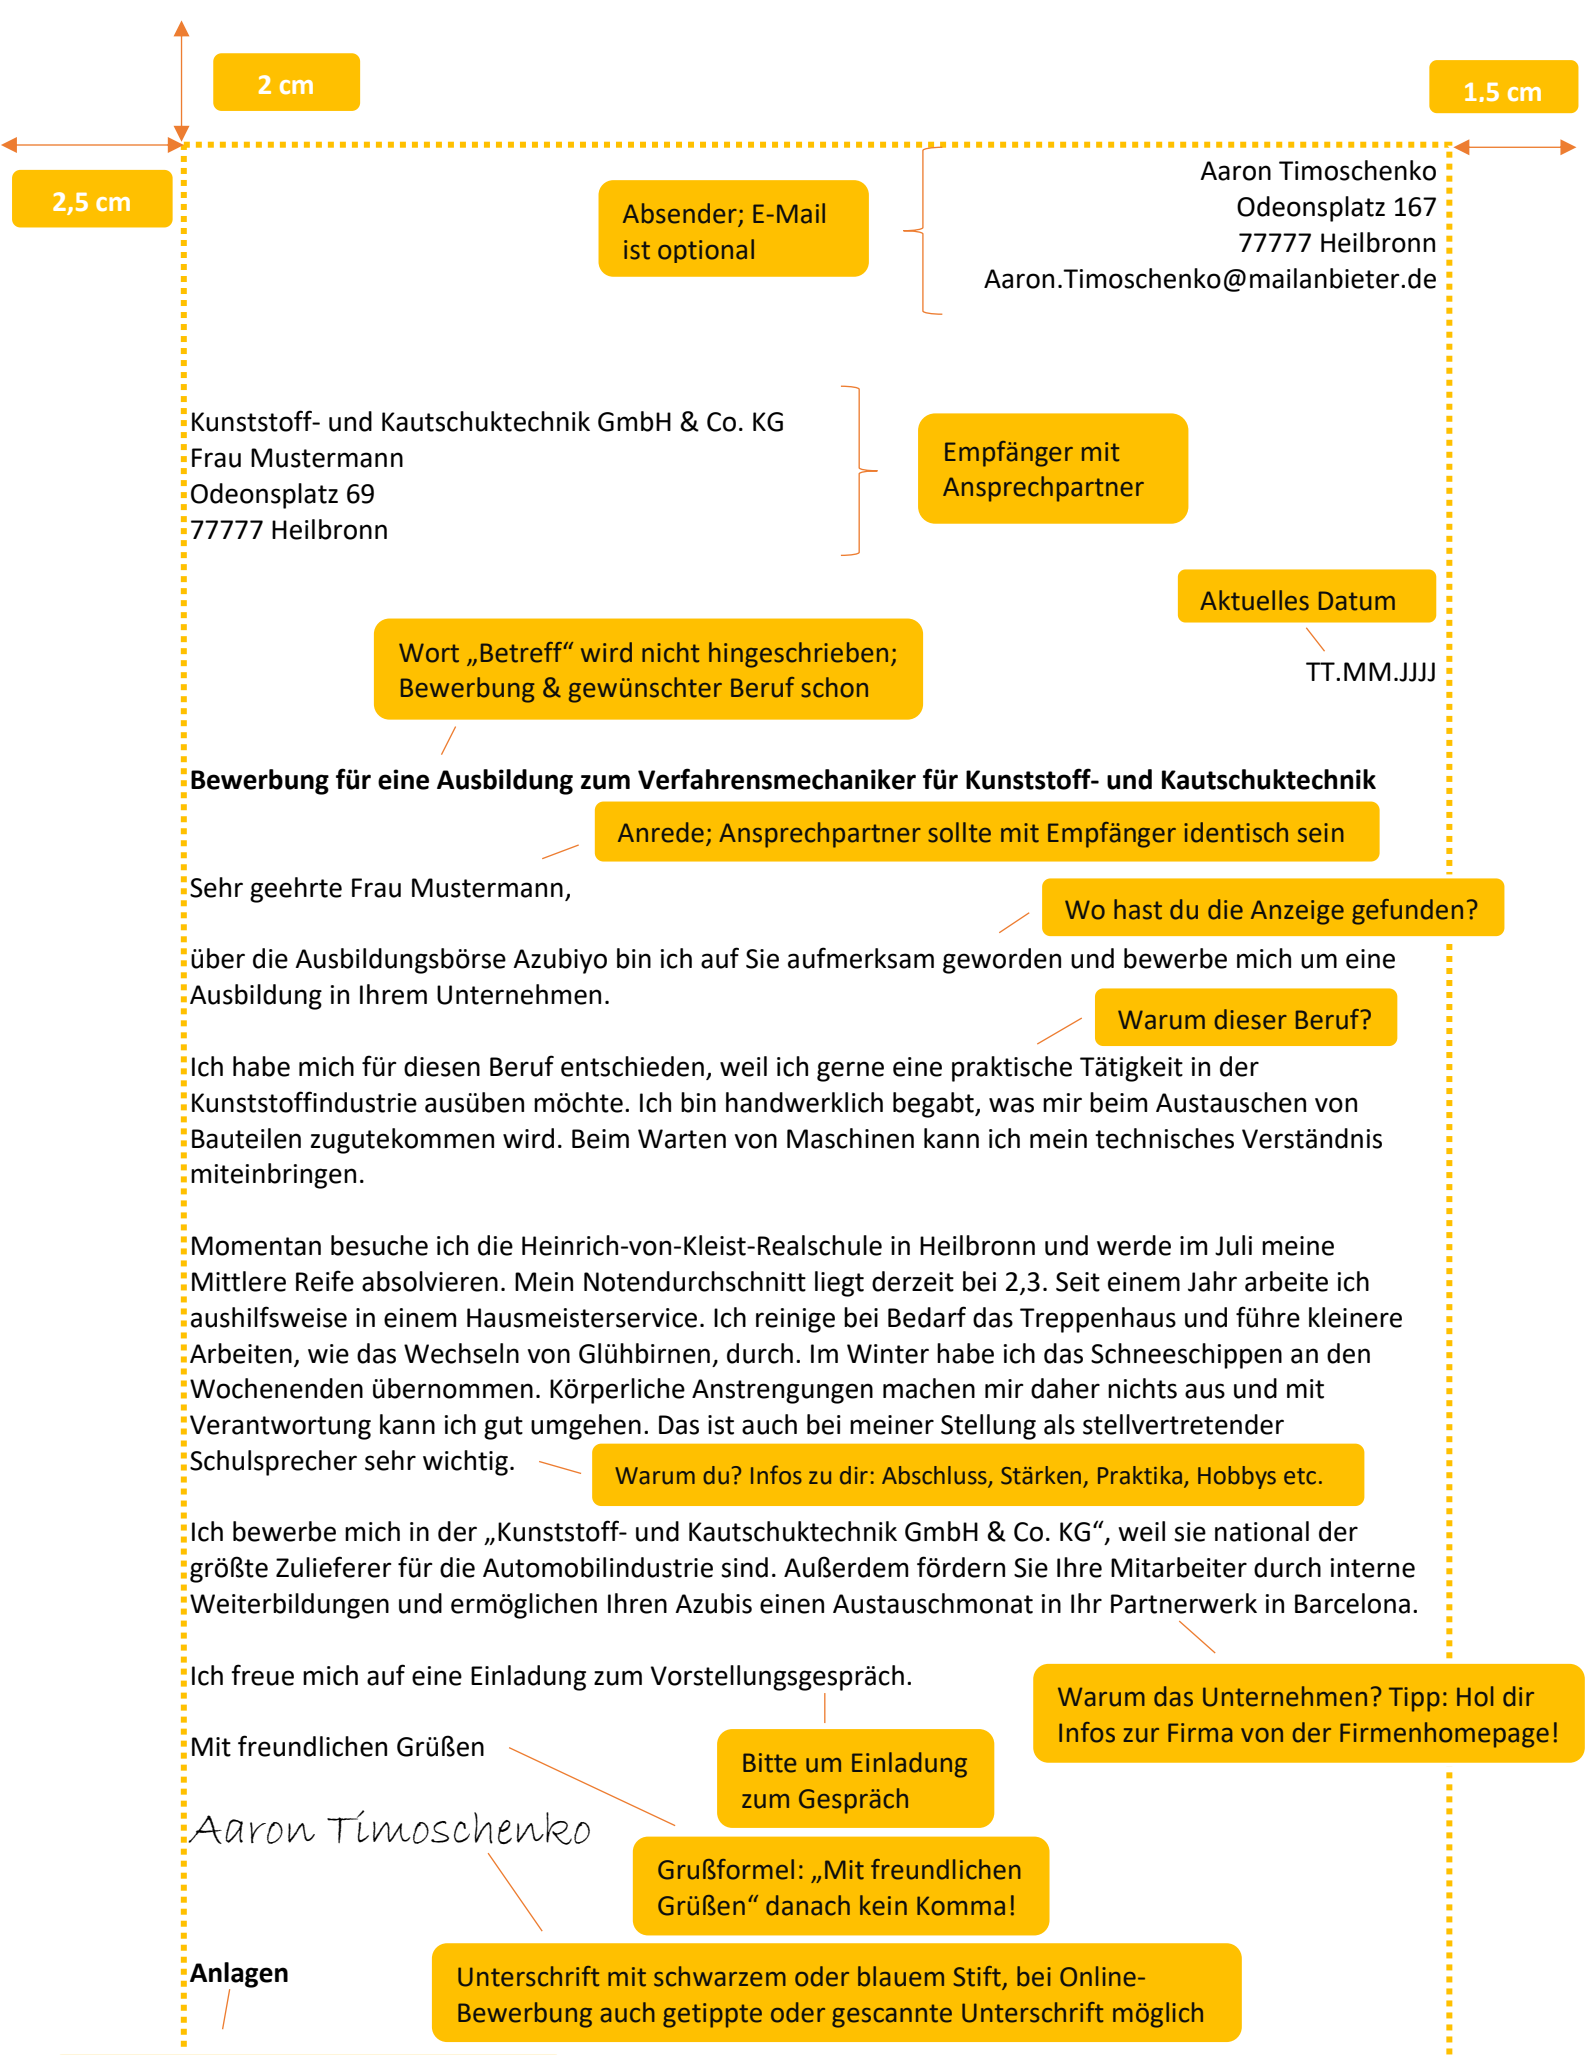 2 cm
1,5 cm
2,5 cm
Absender; E-Mail
ist optional
Aaron Timoschenko
Odeonsplatz 167
77777 Heilbronn
Aaron.Timoschenko@mailanbieter.de
Kunststoff- und Kautschuktechnik GmbH & Co. KG
Frau Mustermann
Odeonsplatz 69
77777 Heilbronn
Empfänger mit
Ansprechpartner
Aktuelles Datum
TT.MM.JJJJ
Wort „Betreff“ wird nicht hingeschrieben;
Bewerbung & gewünschter Beruf schon
Bewerbung für eine Ausbildung zum Verfahrensmechaniker für Kunststoff- und Kautschuktechnik
Anrede; Ansprechpartner sollte mit Empfänger identisch sein
Sehr geehrte Frau Mustermann,
Wo hast du die Anzeige gefunden?
über die Ausbildungsbörse Azubiyo bin ich auf Sie aufmerksam geworden und bewerbe mich um eine
Ausbildung in Ihrem Unternehmen.
Warum dieser Beruf?
Ich habe mich für diesen Beruf entschieden, weil ich gerne eine praktische Tätigkeit in der
Kunststoffindustrie ausüben möchte. Ich bin handwerklich begabt, was mir beim Austauschen von
Bauteilen zugutekommen wird. Beim Warten von Maschinen kann ich mein technisches Verständnis
miteinbringen.
Momentan besuche ich die Heinrich-von-Kleist-Realschule in Heilbronn und werde im Juli meine
Mittlere Reife absolvieren. Mein Notendurchschnitt liegt derzeit bei 2,3. Seit einem Jahr arbeite ich
aushilfsweise in einem Hausmeisterservice. Ich reinige bei Bedarf das Treppenhaus und führe kleinere
Arbeiten, wie das Wechseln von Glühbirnen, durch. Im Winter habe ich das Schneeschippen an den
Wochenenden übernommen. Körperliche Anstrengungen machen mir daher nichts aus und mit
Verantwortung kann ich gut umgehen. Das ist auch bei meiner Stellung als stellvertretender
Schulsprecher sehr wichtig.
Warum du? Infos zu dir: Abschluss, Stärken, Praktika, Hobbys etc.
Ich bewerbe mich in der „Kunststoff- und Kautschuktechnik GmbH & Co. KG“, weil sie national der
größte Zulieferer für die Automobilindustrie sind. Außerdem fördern Sie Ihre Mitarbeiter durch interne
Weiterbildungen und ermöglichen Ihren Azubis einen Austauschmonat in Ihr Partnerwerk in Barcelona.
Ich freue mich auf eine Einladung zum Vorstellungsgespräch.
Warum das Unternehmen? Tipp: Hol dir
Infos zur Firma von der Firmenhomepage!
Mit freundlichen Grüßen
Bitte um Einladung
zum Gespräch
Aaron Timoschenko
Grußformel: „Mit freundlichen
Grüßen“ danach kein Komma!
Anlagen
Unterschrift mit schwarzem oder blauem Stift, bei Online-
Bewerbung auch getippte oder gescannte Unterschrift möglich